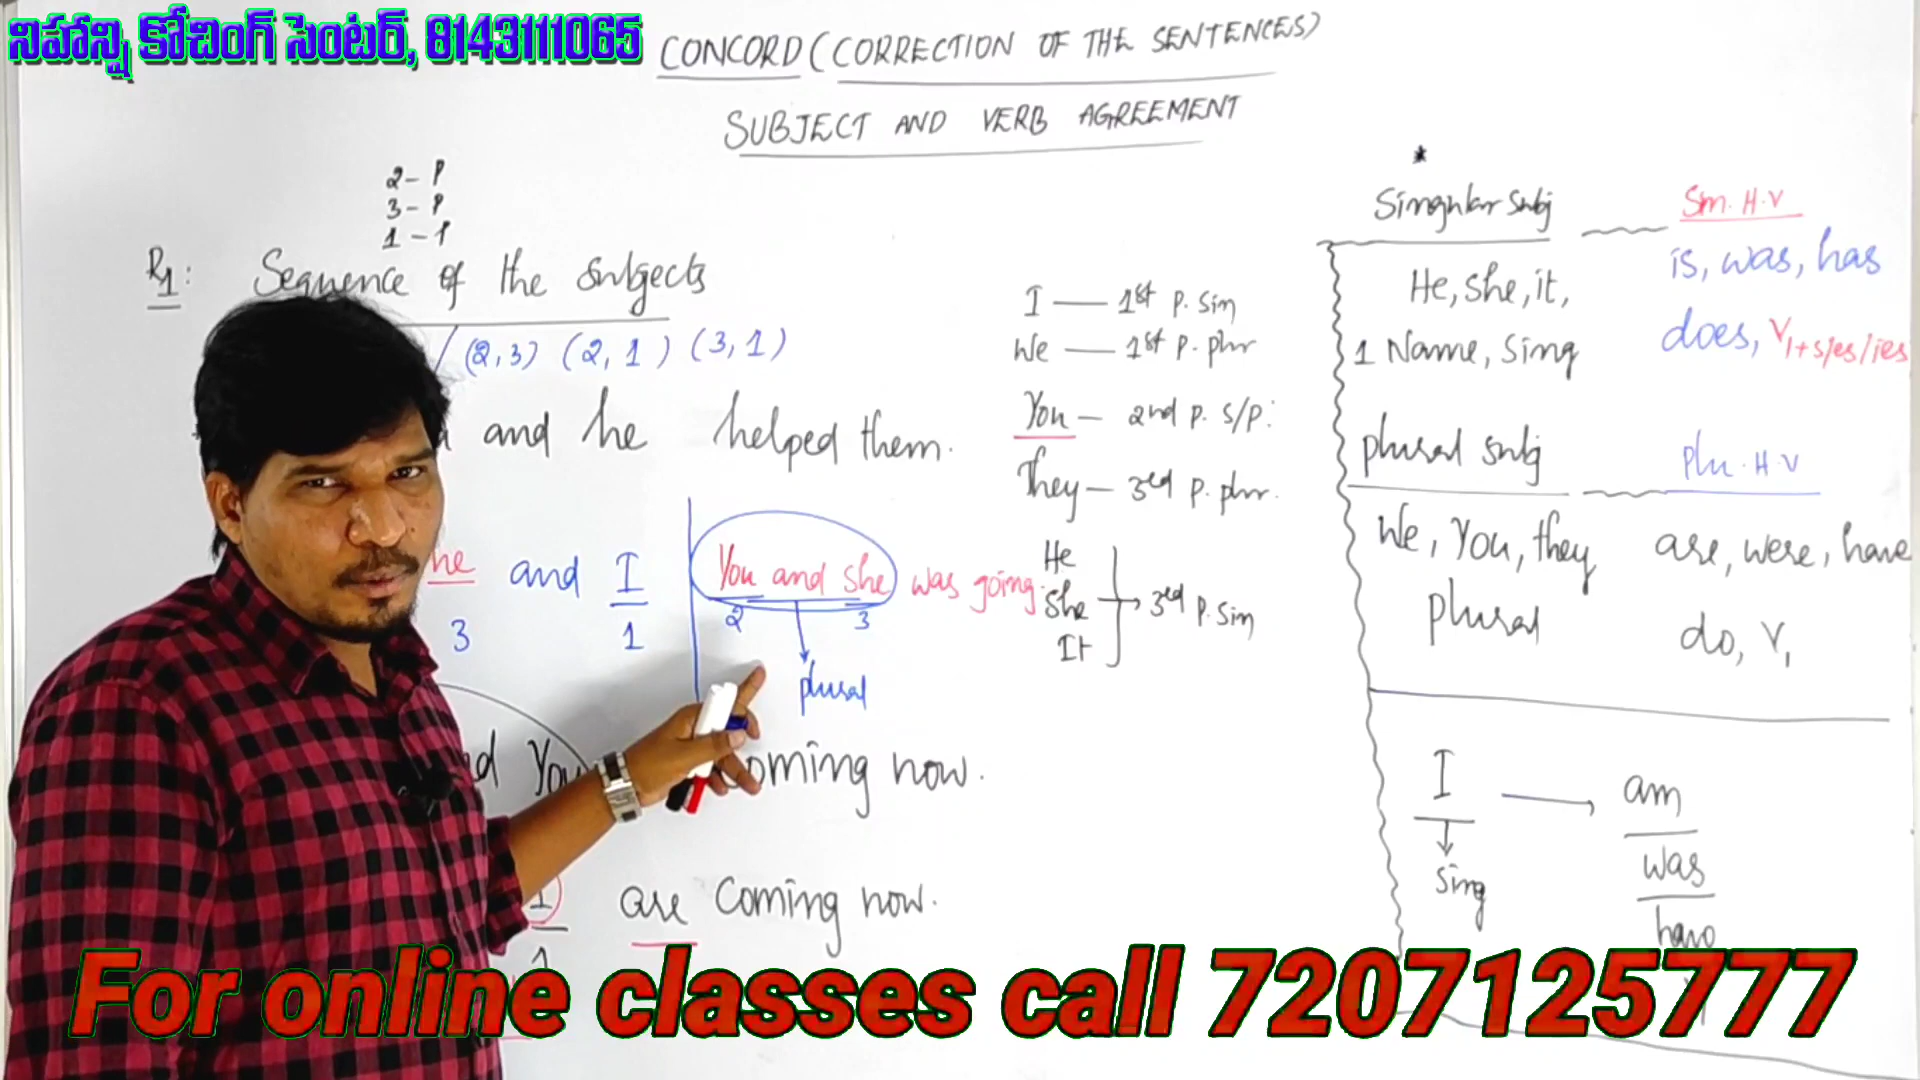 నిహాన్షి కోచింగ్ సెంటర్, 8143111065
CONCORD (CORRECTION OF THE SENTENCES)
SUBJECT AND VERB AGREEMENT
2 - P
3 - P
1 - P
R1: Sequence of the subjects
/ (2,3) (2,1) (3,1)
and he helped them.
he and I
3 1
You and she was going.
2 3
plural
You
coming now.
I
1
are coming now.
I — 1st P. Sin
We — 1st P. plur
You — 2nd P. S/P.
They — 3rd P. plur.
He
She → 3rd P. Sin
It
*
Singular Subj — Sin. H.V
He, she, it, is, was, has
1 Name, Sing does, V1+s/es/ies
plural subj — Plu. H.V
We, You, they are, were, have
plural do, V1
I → am
Sing was
have
For online classes call 7207125777